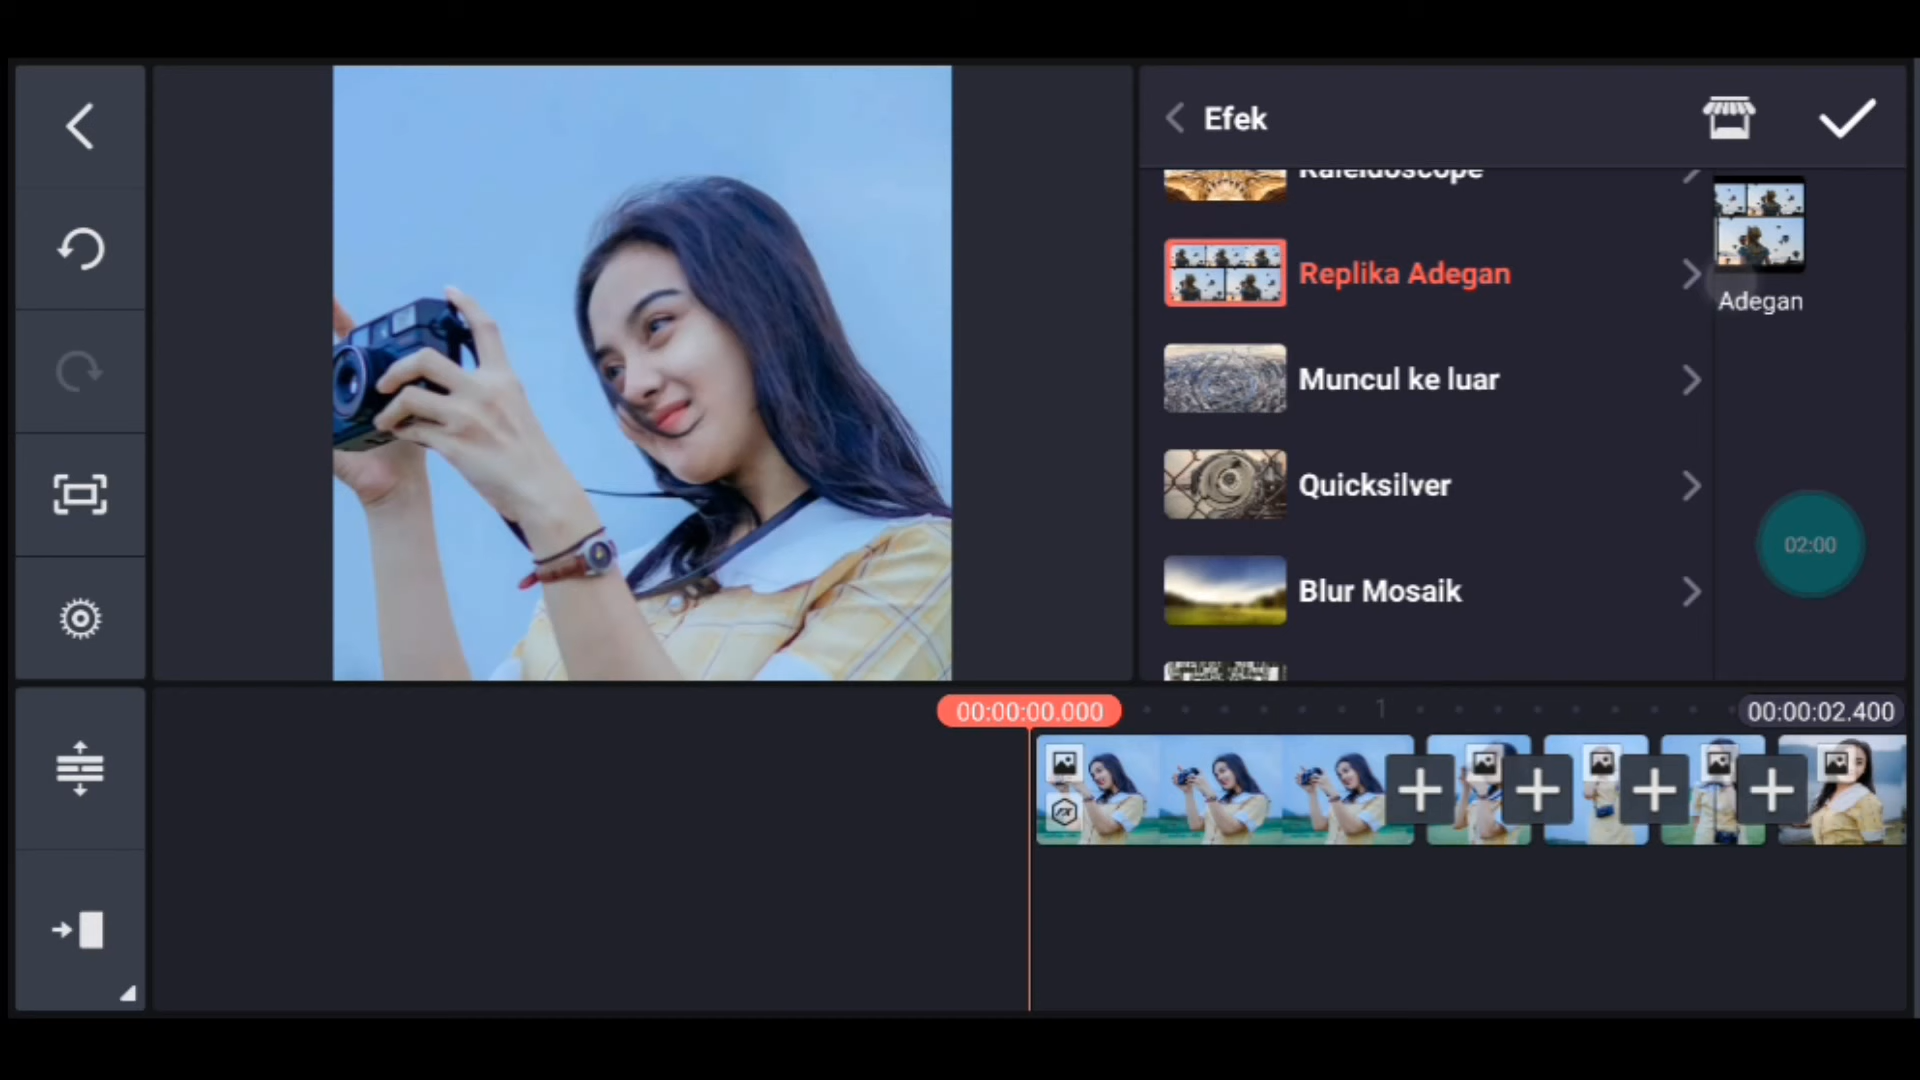 Efek
Kaleidoscope
Replika Adegan
Adegan
Muncul ke luar
Quicksilver
02:00
Blur Mosaik
00:00:00.000
1
00:00:02.400